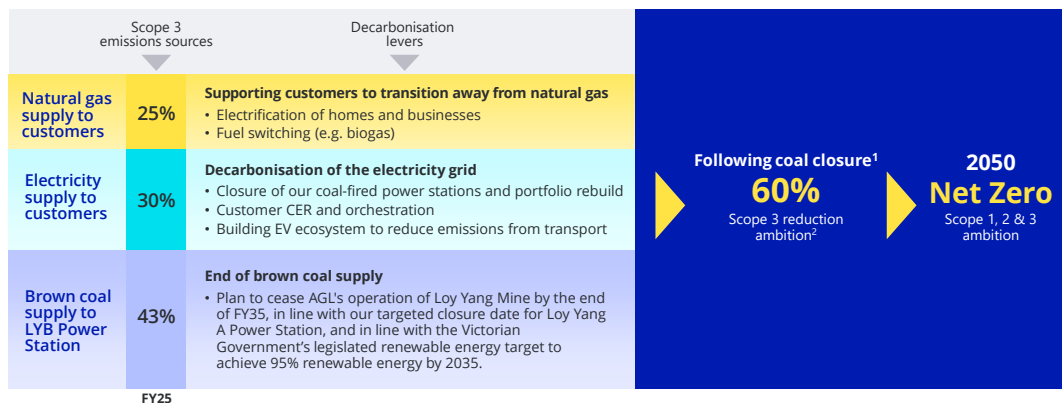 Scope 3
emissions sources
Decarbonisation
levers
Natural gas
supply to
customers
25%
Supporting customers to transition away from natural gas
• Electrification of homes and businesses
• Fuel switching (e.g. biogas)
Electricity
supply to
customers
30%
Decarbonisation of the electricity grid
• Closure of our coal-fired power stations and portfolio rebuild
• Customer CER and orchestration
• Building EV ecosystem to reduce emissions from transport
Brown coal
supply to
LYB Power
Station
43%
End of brown coal supply
• Plan to cease AGL's operation of Loy Yang Mine by the end
of FY35, in line with our targeted closure date for Loy Yang
A Power Station, and in line with the Victorian
Government's legislated renewable energy target to
achieve 95% renewable energy by 2035.
FY25
Following coal closure¹
60%
Scope 3 reduction
ambition²
2050
Net Zero
Scope 1, 2 & 3
ambition